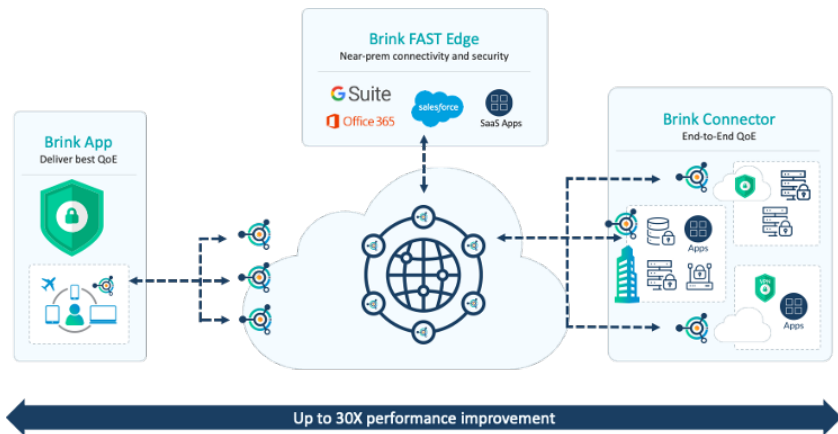 Brink FAST Edge
Near-prem connectivity and security
G Suite
salesforce
Office 365
SaaS Apps
Brink App
Deliver best QoE
Brink Connector
End-to-End QoE
Apps
VPN
Apps
Up to 30X performance improvement